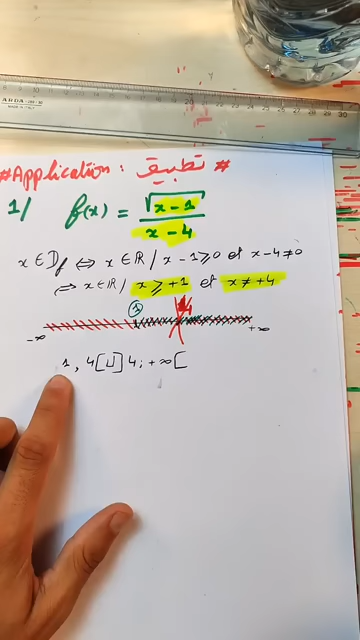 #Application : تطبيق #
1/ f(x) = √(x - 1) / (x - 4)
x ∈ Df ⇔ x ∈ ℝ / x - 1 ⩾ 0 et x - 4 ≠ 0
⇔ x ∈ ℝ / x ⩾ +1 et x ≠ +4
1 4
-∞ +∞
1, 4[∪]4; +∞[